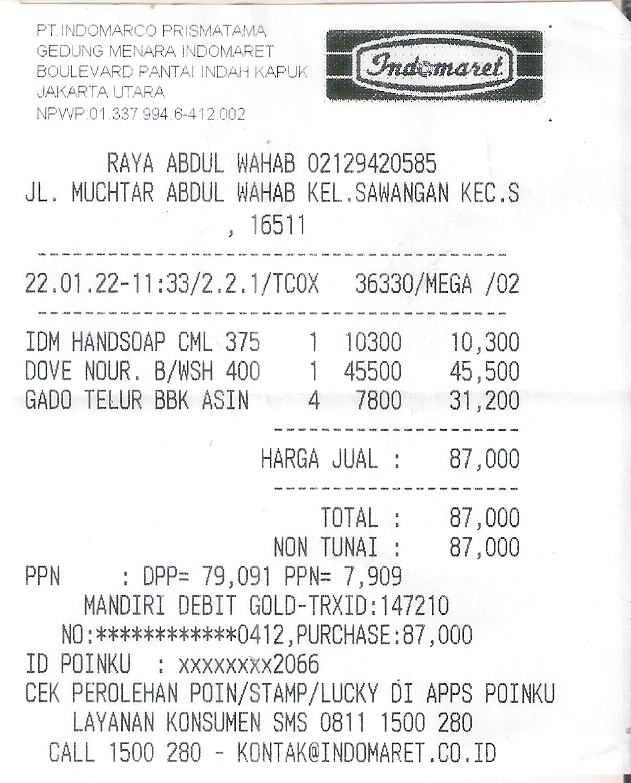 PT.INDOMARCO PRISMATAMA
GEDUNG MENARA INDOMARET
BOULEVARD PANTAI INDAH KAPUK
JAKARTA UTARA
NPWP:01.337.994.6-412.002
Indomaret
RAYA ABDUL WAHAB 02129420585
JL. MUCHTAR ABDUL WAHAB KEL.SAWANGAN KEC.S
, 16511
22.01.22-11:33/2.2.1/TCOX 36330/MEGA /02
IDM HANDSOAP CML 375 1 10300 10,300
DOVE NOUR. B/WSH 400 1 45500 45,500
GADO TELUR BBK ASIN 4 7800 31,200
HARGA JUAL : 87,000
TOTAL : 87,000
NON TUNAI : 87,000
PPN : DPP= 79,091 PPN= 7,909
MANDIRI DEBIT GOLD-TRXID:147210
NO:************0412,PURCHASE:87,000
ID POINKU : xxxxxxxx2066
CEK PEROLEHAN POIN/STAMP/LUCKY DI APPS POINKU
LAYANAN KONSUMEN SMS 0811 1500 280
CALL 1500 280 - KONTAK@INDOMARET.CO.ID